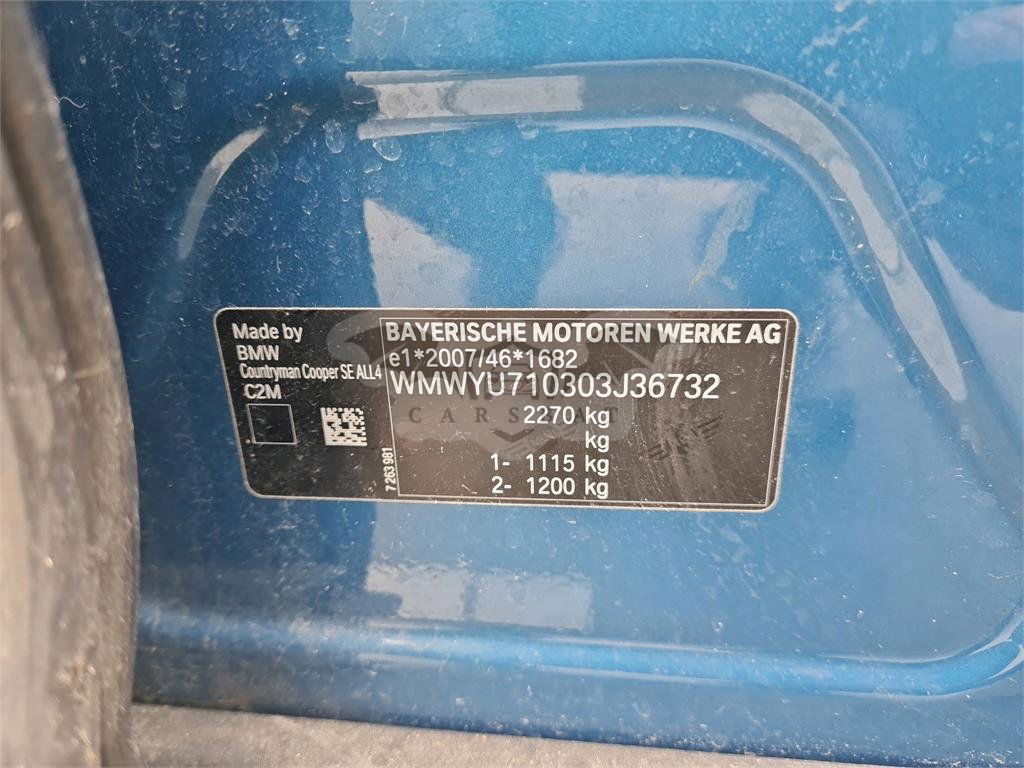 Made by
BMW
Countryman Cooper SE ALL4
C2M
7 263 981
BAYERISCHE MOTOREN WERKE AG
e1*2007/46*1682
WMWYU710303J36732
2270 kg
kg
1- 1115 kg
2- 1200 kg